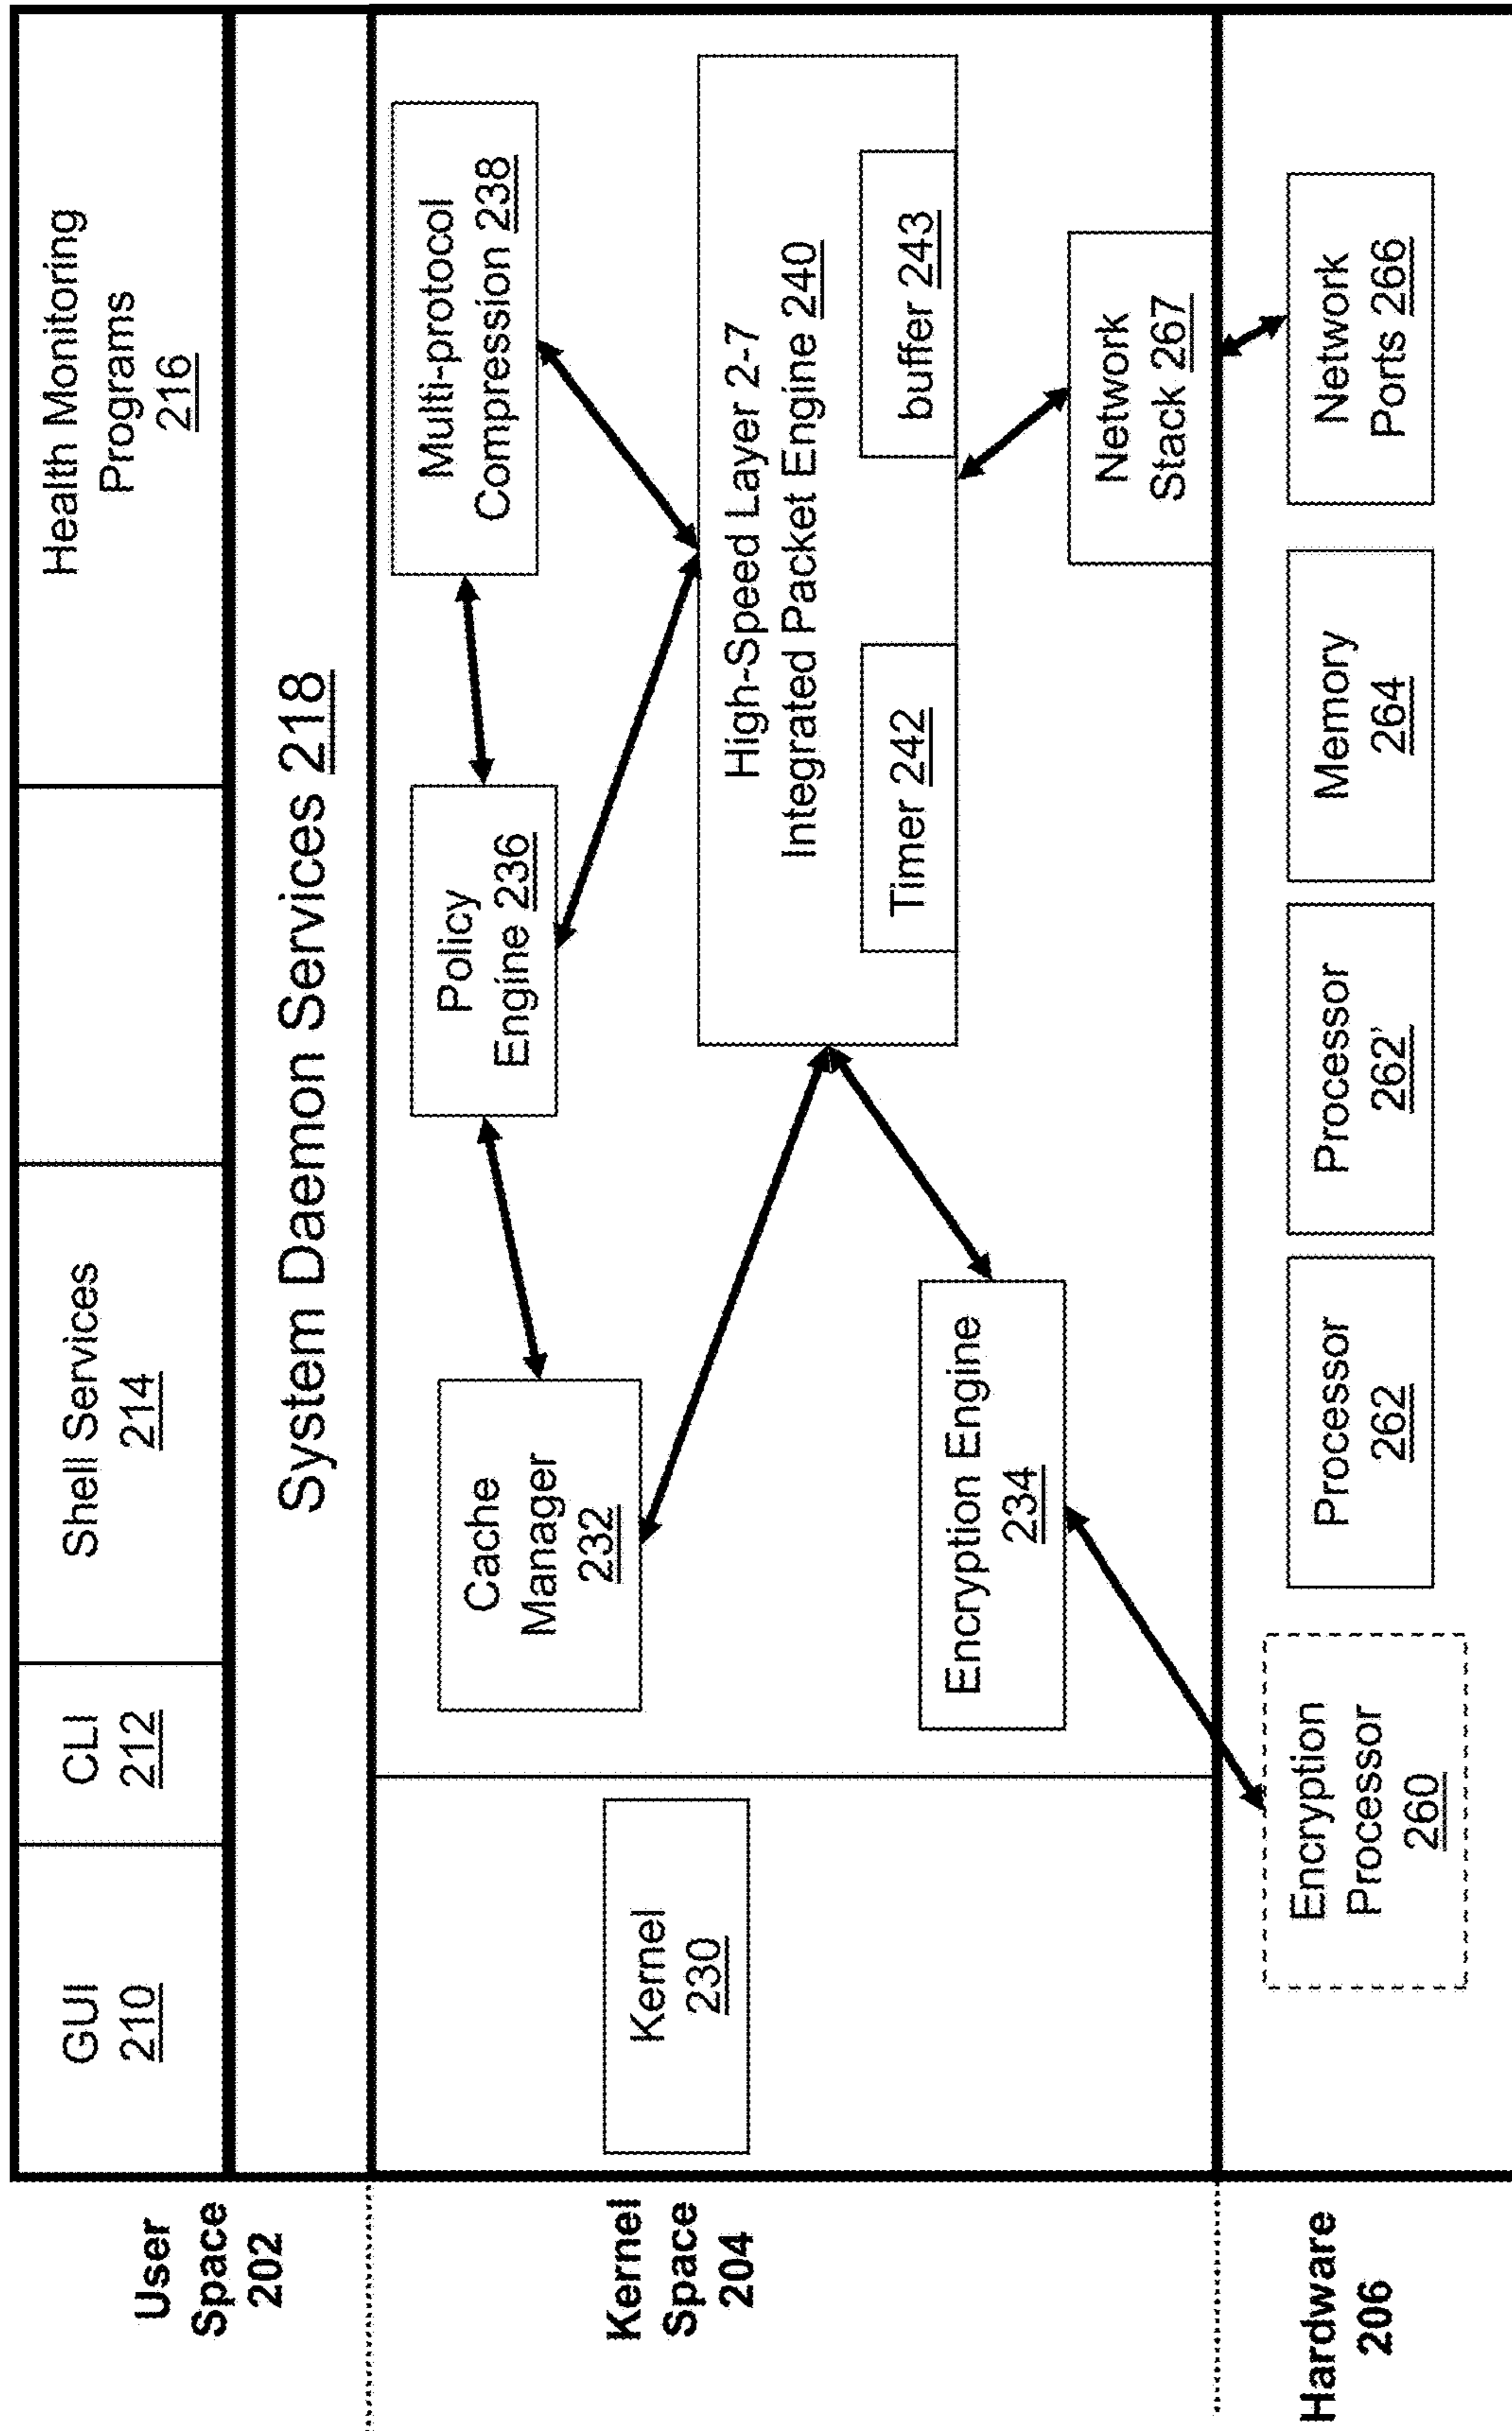 User
Space
202
GUI
210
CLI
212
Shell Services
214
Health Monitoring
Programs
216
System Daemon Services 218
Kernel
Space
204
Kernel
230
Cache
Manager
232
Policy
Engine 236
Multi-protocol
Compression 238
High-Speed Layer 2-7
Integrated Packet Engine 240
Timer 242
buffer 243
Encryption Engine
234
Network
Stack 267
Hardware
206
Encryption
Processor
260
Processor
262
Processor
262'
Memory
264
Network
Ports 266